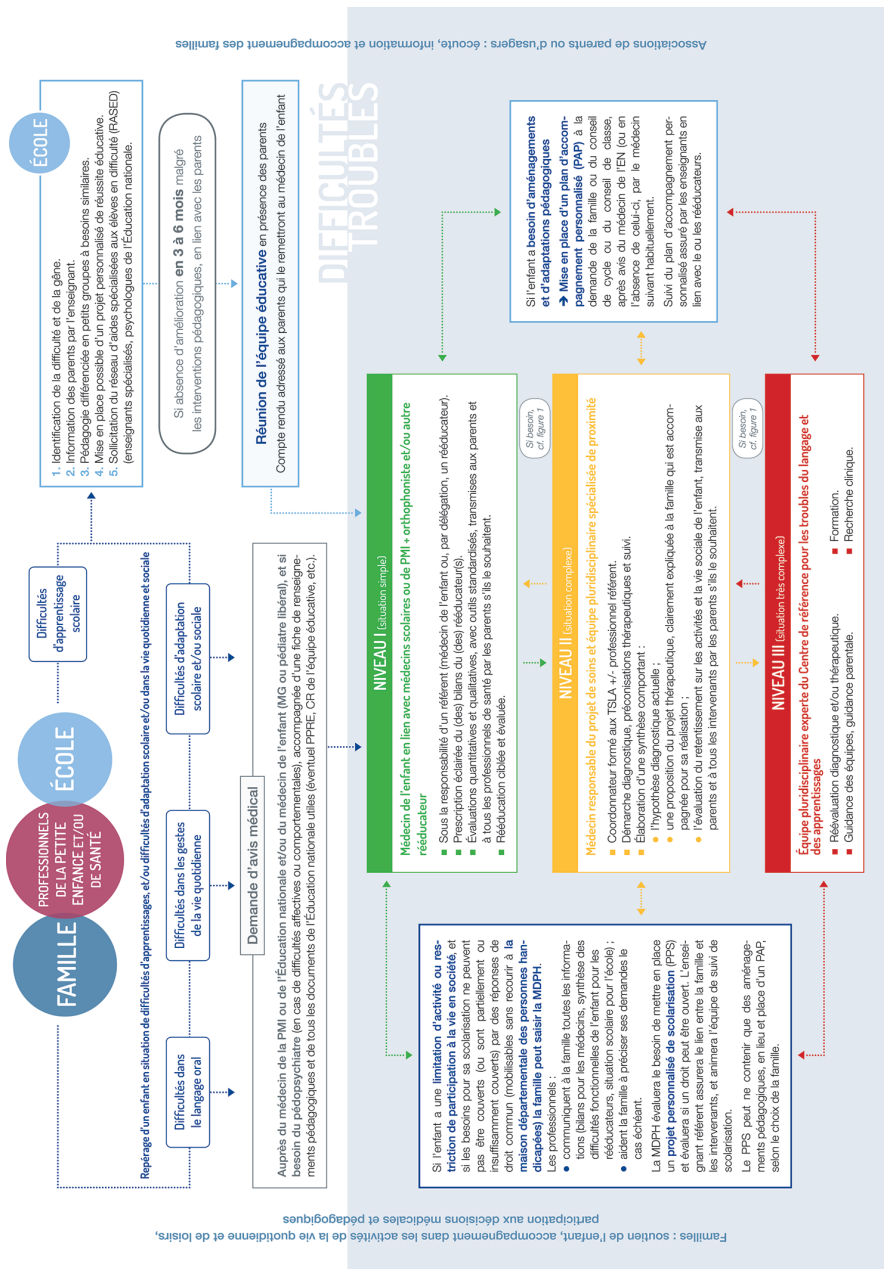 FAMILLE
PROFESSIONNELS
DE LA PETITE
ENFANCE ET/OU
DE SANTÉ
ÉCOLE
Repérage d'un enfant en situation de difficultés d'apprentissages, et/ou difficultés d'adaptation scolaire et/ou dans la vie quotidienne et sociale
Difficultés dans
le langage oral
Difficultés dans les gestes
de la vie quotidienne
Difficultés d'adaptation
scolaire et/ou sociale
Difficultés
d'apprentissage
scolaire
ÉCOLE
1. Identification de la difficulté et de la gêne.
2. Information des parents par l'enseignant.
3. Pédagogie différenciée en petits groupes à besoins similaires.
4. Mise en place possible d'un projet personnalisé de réussite éducative.
5. Sollicitation du réseau d'aides spécialisées aux élèves en difficulté (RASED)
(enseignants spécialisés, psychologues de l'Éducation nationale.
Si absence d'amélioration en 3 à 6 mois malgré
les interventions pédagogiques, en lien avec les parents
Réunion de l'équipe éducative en présence des parents
Compte rendu adressé aux parents qui le remettront au médecin de l'enfant
Demande d'avis médical
Auprès du médecin de la PMI ou de l'Éducation nationale et/ou du médecin de l'enfant (MG ou pédiatre libéral), et si
besoin du pédopsychiatre (en cas de difficultés affectives ou comportementales), accompagnée d'une fiche de renseigne-
ments pédagogiques et de tous les documents de l'Éducation nationale utiles (éventuel PPRE, CR de l'équipe éducative, etc.).
DIFFICULTÉS
TROUBLES
NIVEAU I (situation simple)
Médecin de l'enfant en lien avec médecins scolaires ou de PMI + orthophoniste et/ou autre
rééducateur
■ Sous la responsabilité d'un référent (médecin de l'enfant ou, par délégation, un rééducateur).
■ Prescription éclairée du (des) bilans du (des) rééducateur(s).
■ Évaluations quantitatives et qualitatives, avec outils standardisés, transmises aux parents et
à tous les professionnels de santé par les parents s'ils le souhaitent.
■ Rééducation ciblée et évaluée.
Si besoin,
cf. figure 1
NIVEAU II (situation complexe)
Médecin responsable du projet de soins et équipe pluridisciplinaire spécialisée de proximité
■ Coordonnateur formé aux TSLA +/- professionnel référent.
■ Démarche diagnostique, préconisations thérapeutiques et suivi.
■ Élaboration d'une synthèse comportant :
● l'hypothèse diagnostique actuelle ;
● une proposition du projet thérapeutique, clairement expliquée à la famille qui est accom-
pagnée pour sa réalisation ;
● l'évaluation du retentissement sur les activités et la vie sociale de l'enfant, transmise aux
parents et à tous les intervenants par les parents s'ils le souhaitent.
Si besoin,
cf. figure 1
NIVEAU III (situation très complexe)
Équipe pluridisciplinaire experte du Centre de référence pour les troubles du langage et
des apprentissages
■ Réévaluation diagnostique et/ou thérapeutique.
■ Guidance des équipes, guidance parentale.
■ Formation.
■ Recherche clinique.
Si l'enfant a une limitation d'activité ou res-
triction de participation à la vie en société, et
si les besoins pour sa scolarisation ne peuvent
pas être couverts (ou sont partiellement ou
insuffisamment couverts) par des réponses de
droit commun (mobilisables sans recourir à la
maison départementale des personnes han-
dicapées) la famille peut saisir la MDPH.
Les professionnels :
● communiquent à la famille toutes les informa-
tions (bilans pour les médecins, synthèse des
difficultés fonctionnelles de l'enfant pour les
rééducateurs, situation scolaire pour l'école) ;
● aident la famille à préciser ses demandes le
cas échéant.
La MDPH évaluera le besoin de mettre en place
un projet personnalisé de scolarisation (PPS)
et évaluera si un droit peut être ouvert. L'ensei-
gnant référent assurera le lien entre la famille et
les intervenants, et animera l'équipe de suivi de
scolarisation.
Le PPS peut ne contenir que des aménage-
ments pédagogiques, en lieu et place d'un PAP,
selon le choix de la famille.
Si l'enfant a besoin d'aménagements
et d'adaptations pédagogiques
➔ Mise en place d'un plan d'accom-
pagnement personnalisé (PAP) à la
demande de la famille ou du conseil
de cycle ou du conseil de classe,
après avis du médecin de l'EN (ou en
l'absence de celui-ci, par le médecin
suivant habituellement.
Suivi du plan d'accompagnement per-
sonnalisé assuré par les enseignants en
lien avec le ou les rééducateurs.
Familles : soutien de l'enfant, accompagnement dans les activités de la vie quotidienne et de loisirs,
participation aux décisions médicales et pédagogiques
Associations de parents ou d'usagers : écoute, information et accompagnement des familles